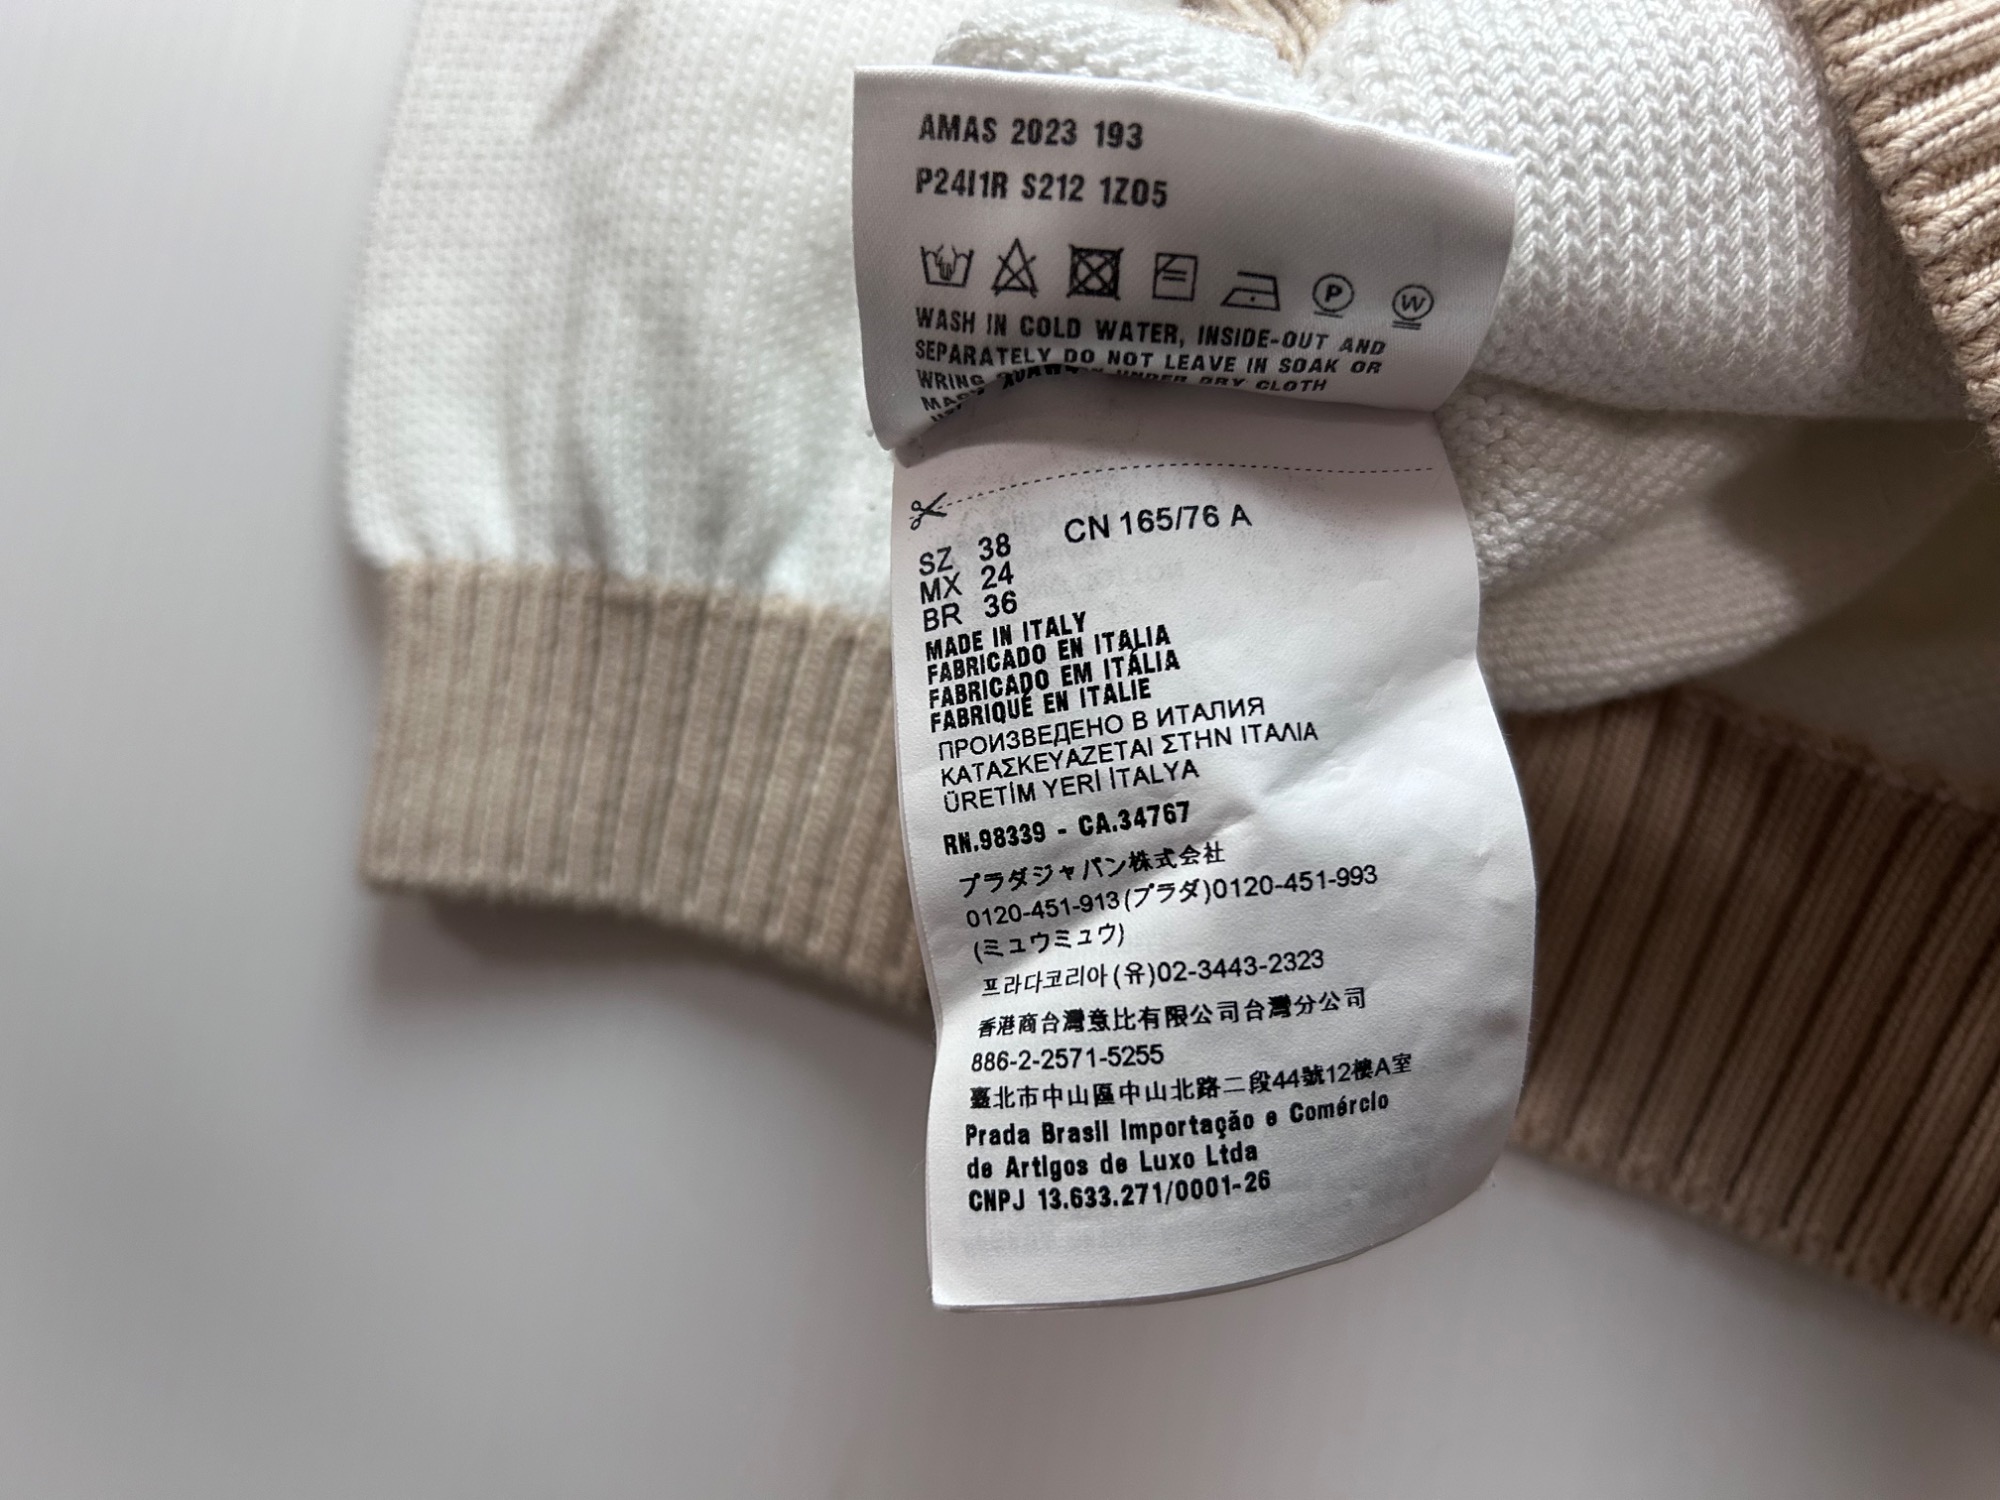 AMAS 2023 193
P24I1R S212 1Z05
P W
WASH IN COLD WATER, INSIDE-OUT AND
SEPARATELY DO NOT LEAVE IN SOAK OR
WRING UNDER DRY CLOTH
SZ 38 CN 165/76 A
MX 24
BR 36
MADE IN ITALY
FABRICADO EN ITALIA
FABRICADO EM ITÁLIA
FABRIQUÉ EN ITALIE
ПРОИЗВЕДЕНО В ИТАЛИЯ
ΚΑΤΑΣΚΕΥΑΖΕΤΑΙ ΣΤΗΝ ΙΤΑΛΙΑ
ÜRETİM YERİ İTALYA
RN.98339 - CA.34767
プラダジャパン株式会社
0120-451-913(プラダ)0120-451-993
(ミュウミュウ)
프라다코리아(유)02-3443-2323
香港商台灣意比有限公司台灣分公司
886-2-2571-5255
臺北市中山區中山北路二段44號12樓A室
Prada Brasil Importação e Comércio
de Artigos de Luxo Ltda
CNPJ 13.633.271/0001-26